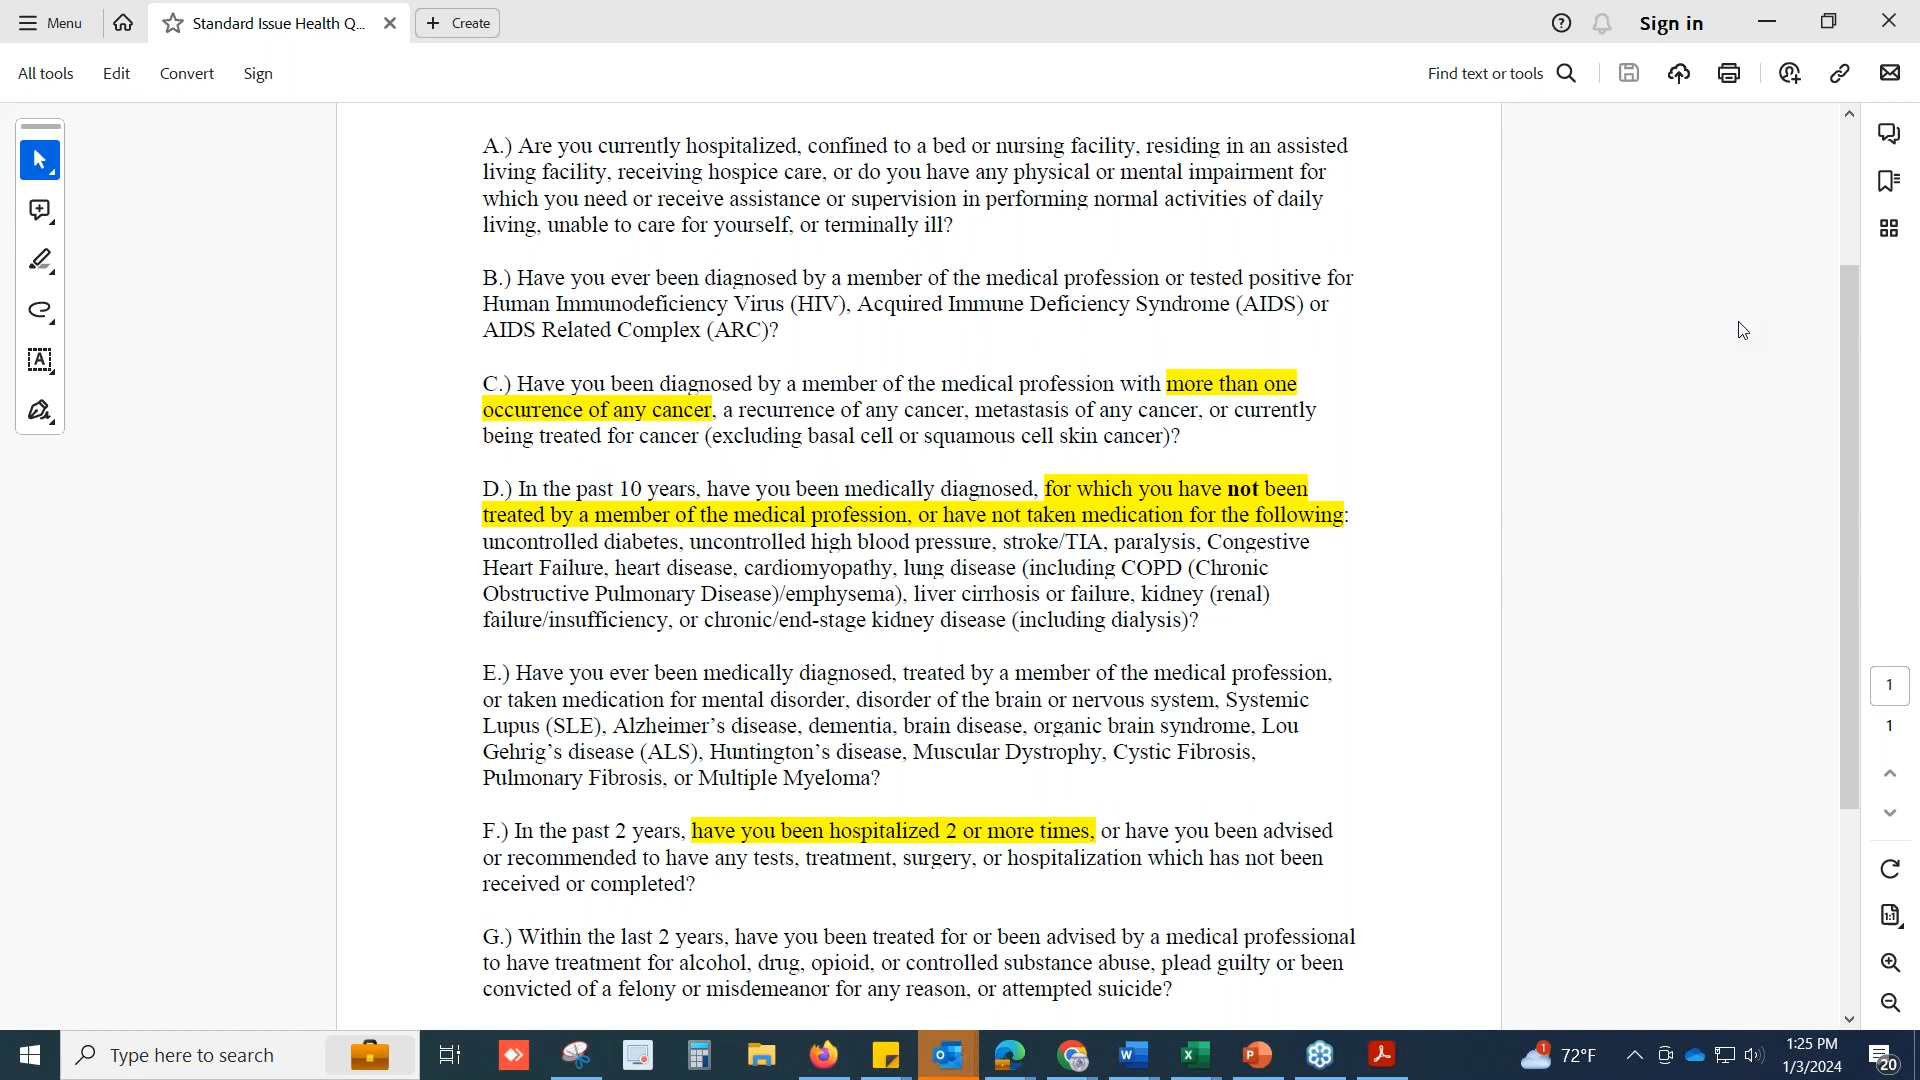 Menu
Standard Issue Health Q...
Create
Sign in
All tools
Edit
Convert
Sign
Find text or tools
A.) Are you currently hospitalized, confined to a bed or nursing facility, residing in an assisted
living facility, receiving hospice care, or do you have any physical or mental impairment for
which you need or receive assistance or supervision in performing normal activities of daily
living, unable to care for yourself, or terminally ill?
B.) Have you ever been diagnosed by a member of the medical profession or tested positive for
Human Immunodeficiency Virus (HIV), Acquired Immune Deficiency Syndrome (AIDS) or
AIDS Related Complex (ARC)?
C.) Have you been diagnosed by a member of the medical profession with more than one
occurrence of any cancer, a recurrence of any cancer, metastasis of any cancer, or currently
being treated for cancer (excluding basal cell or squamous cell skin cancer)?
D.) In the past 10 years, have you been medically diagnosed, for which you have not been
treated by a member of the medical profession, or have not taken medication for the following:
uncontrolled diabetes, uncontrolled high blood pressure, stroke/TIA, paralysis, Congestive
Heart Failure, heart disease, cardiomyopathy, lung disease (including COPD (Chronic
Obstructive Pulmonary Disease)/emphysema), liver cirrhosis or failure, kidney (renal)
failure/insufficiency, or chronic/end-stage kidney disease (including dialysis)?
E.) Have you ever been medically diagnosed, treated by a member of the medical profession,
or taken medication for mental disorder, disorder of the brain or nervous system, Systemic
Lupus (SLE), Alzheimer’s disease, dementia, brain disease, organic brain syndrome, Lou
Gehrig’s disease (ALS), Huntington’s disease, Muscular Dystrophy, Cystic Fibrosis,
Pulmonary Fibrosis, or Multiple Myeloma?
F.) In the past 2 years, have you been hospitalized 2 or more times, or have you been advised
or recommended to have any tests, treatment, surgery, or hospitalization which has not been
received or completed?
G.) Within the last 2 years, have you been treated for or been advised by a medical professional
to have treatment for alcohol, drug, opioid, or controlled substance abuse, plead guilty or been
convicted of a felony or misdemeanor for any reason, or attempted suicide?
1
1
Type here to search
1
72°F
1:25 PM
1/3/2024
20